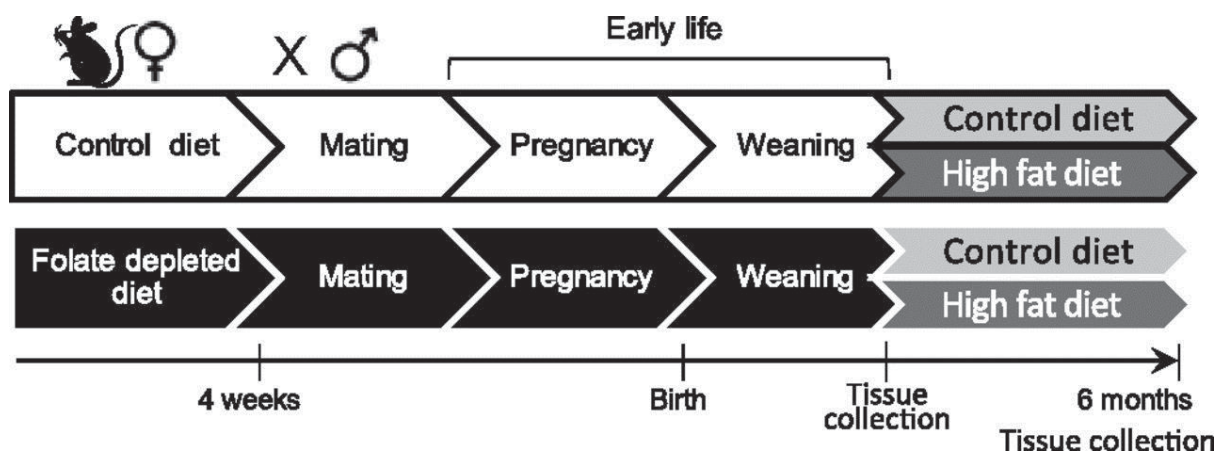 Early life
X
Control diet
Mating
Pregnancy
Weaning
Control diet
High fat diet
Folate depleted
diet
Mating
Pregnancy
Weaning
Control diet
High fat diet
4 weeks
Birth
Tissue
collection
6 months
Tissue collection